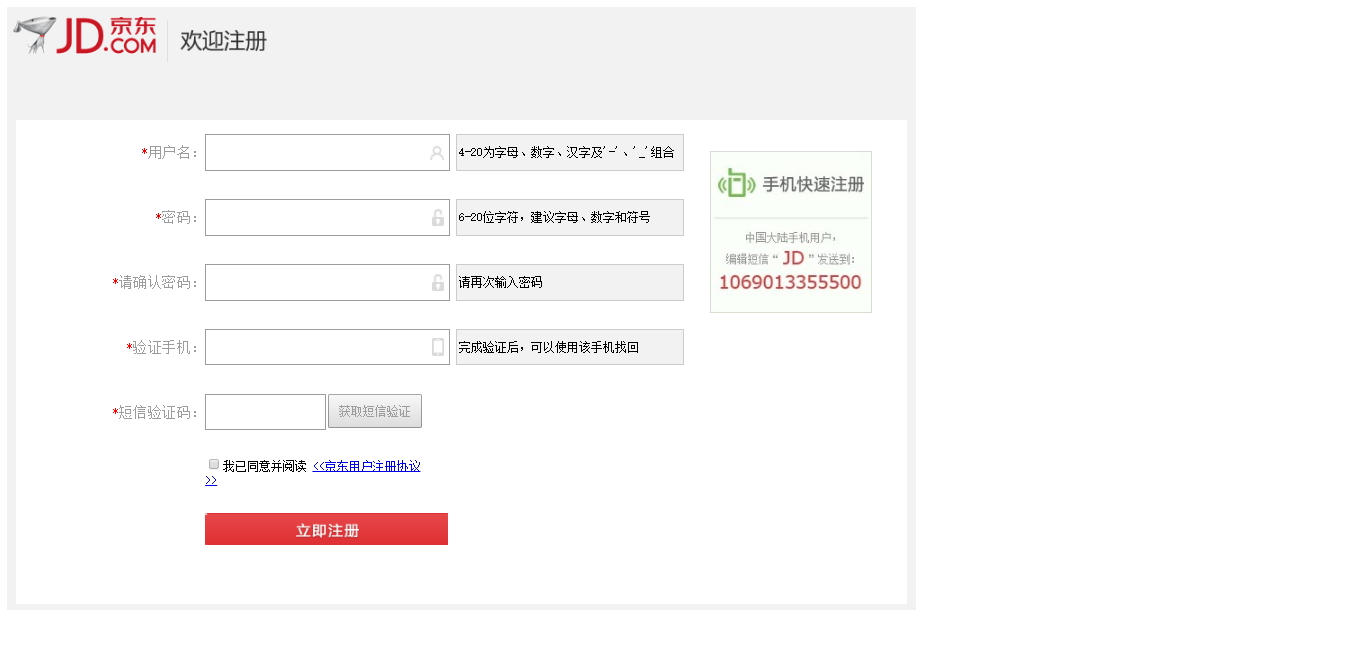 JD.京东
.COM
欢迎注册
*用户名：
4-20为字母、数字、汉字及'-'、'_'组合
*密码：
6-20位字符，建议字母、数字和符号
*请确认密码：
请再次输入密码
*验证手机：
完成验证后，可以使用该手机找回
*短信验证码：
获取短信验证
我已同意并阅读 <<京东用户注册协议
>>
立即注册
手机快速注册
中国大陆手机用户，
编辑短信 “ JD ” 发送到：
1069013355500